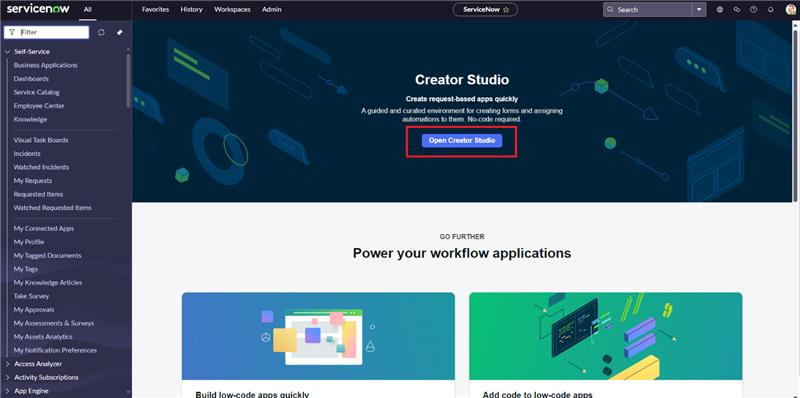 servicenow
All
Favorites
History
Workspaces
Admin
ServiceNow
Search
Filter
Self-Service
Business Applications
Dashboards
Service Catalog
Employee Center
Knowledge
Visual Task Boards
Incidents
Watched Incidents
My Requests
Requested Items
Watched Requested Items
My Connected Apps
My Profile
My Tagged Documents
My Tags
My Knowledge Articles
Take Survey
My Approvals
My Assessments & Surveys
My Assets Analytics
My Notification Preferences
Access Analyzer
Activity Subscriptions
App Engine
Creator Studio
Create request-based apps quickly
A guided and curated environment for creating forms and assigning
automations to them. No-code required.
Open Creator Studio
GO FURTHER
Power your workflow applications
Build low-code apps quickly
Add code to low-code apps